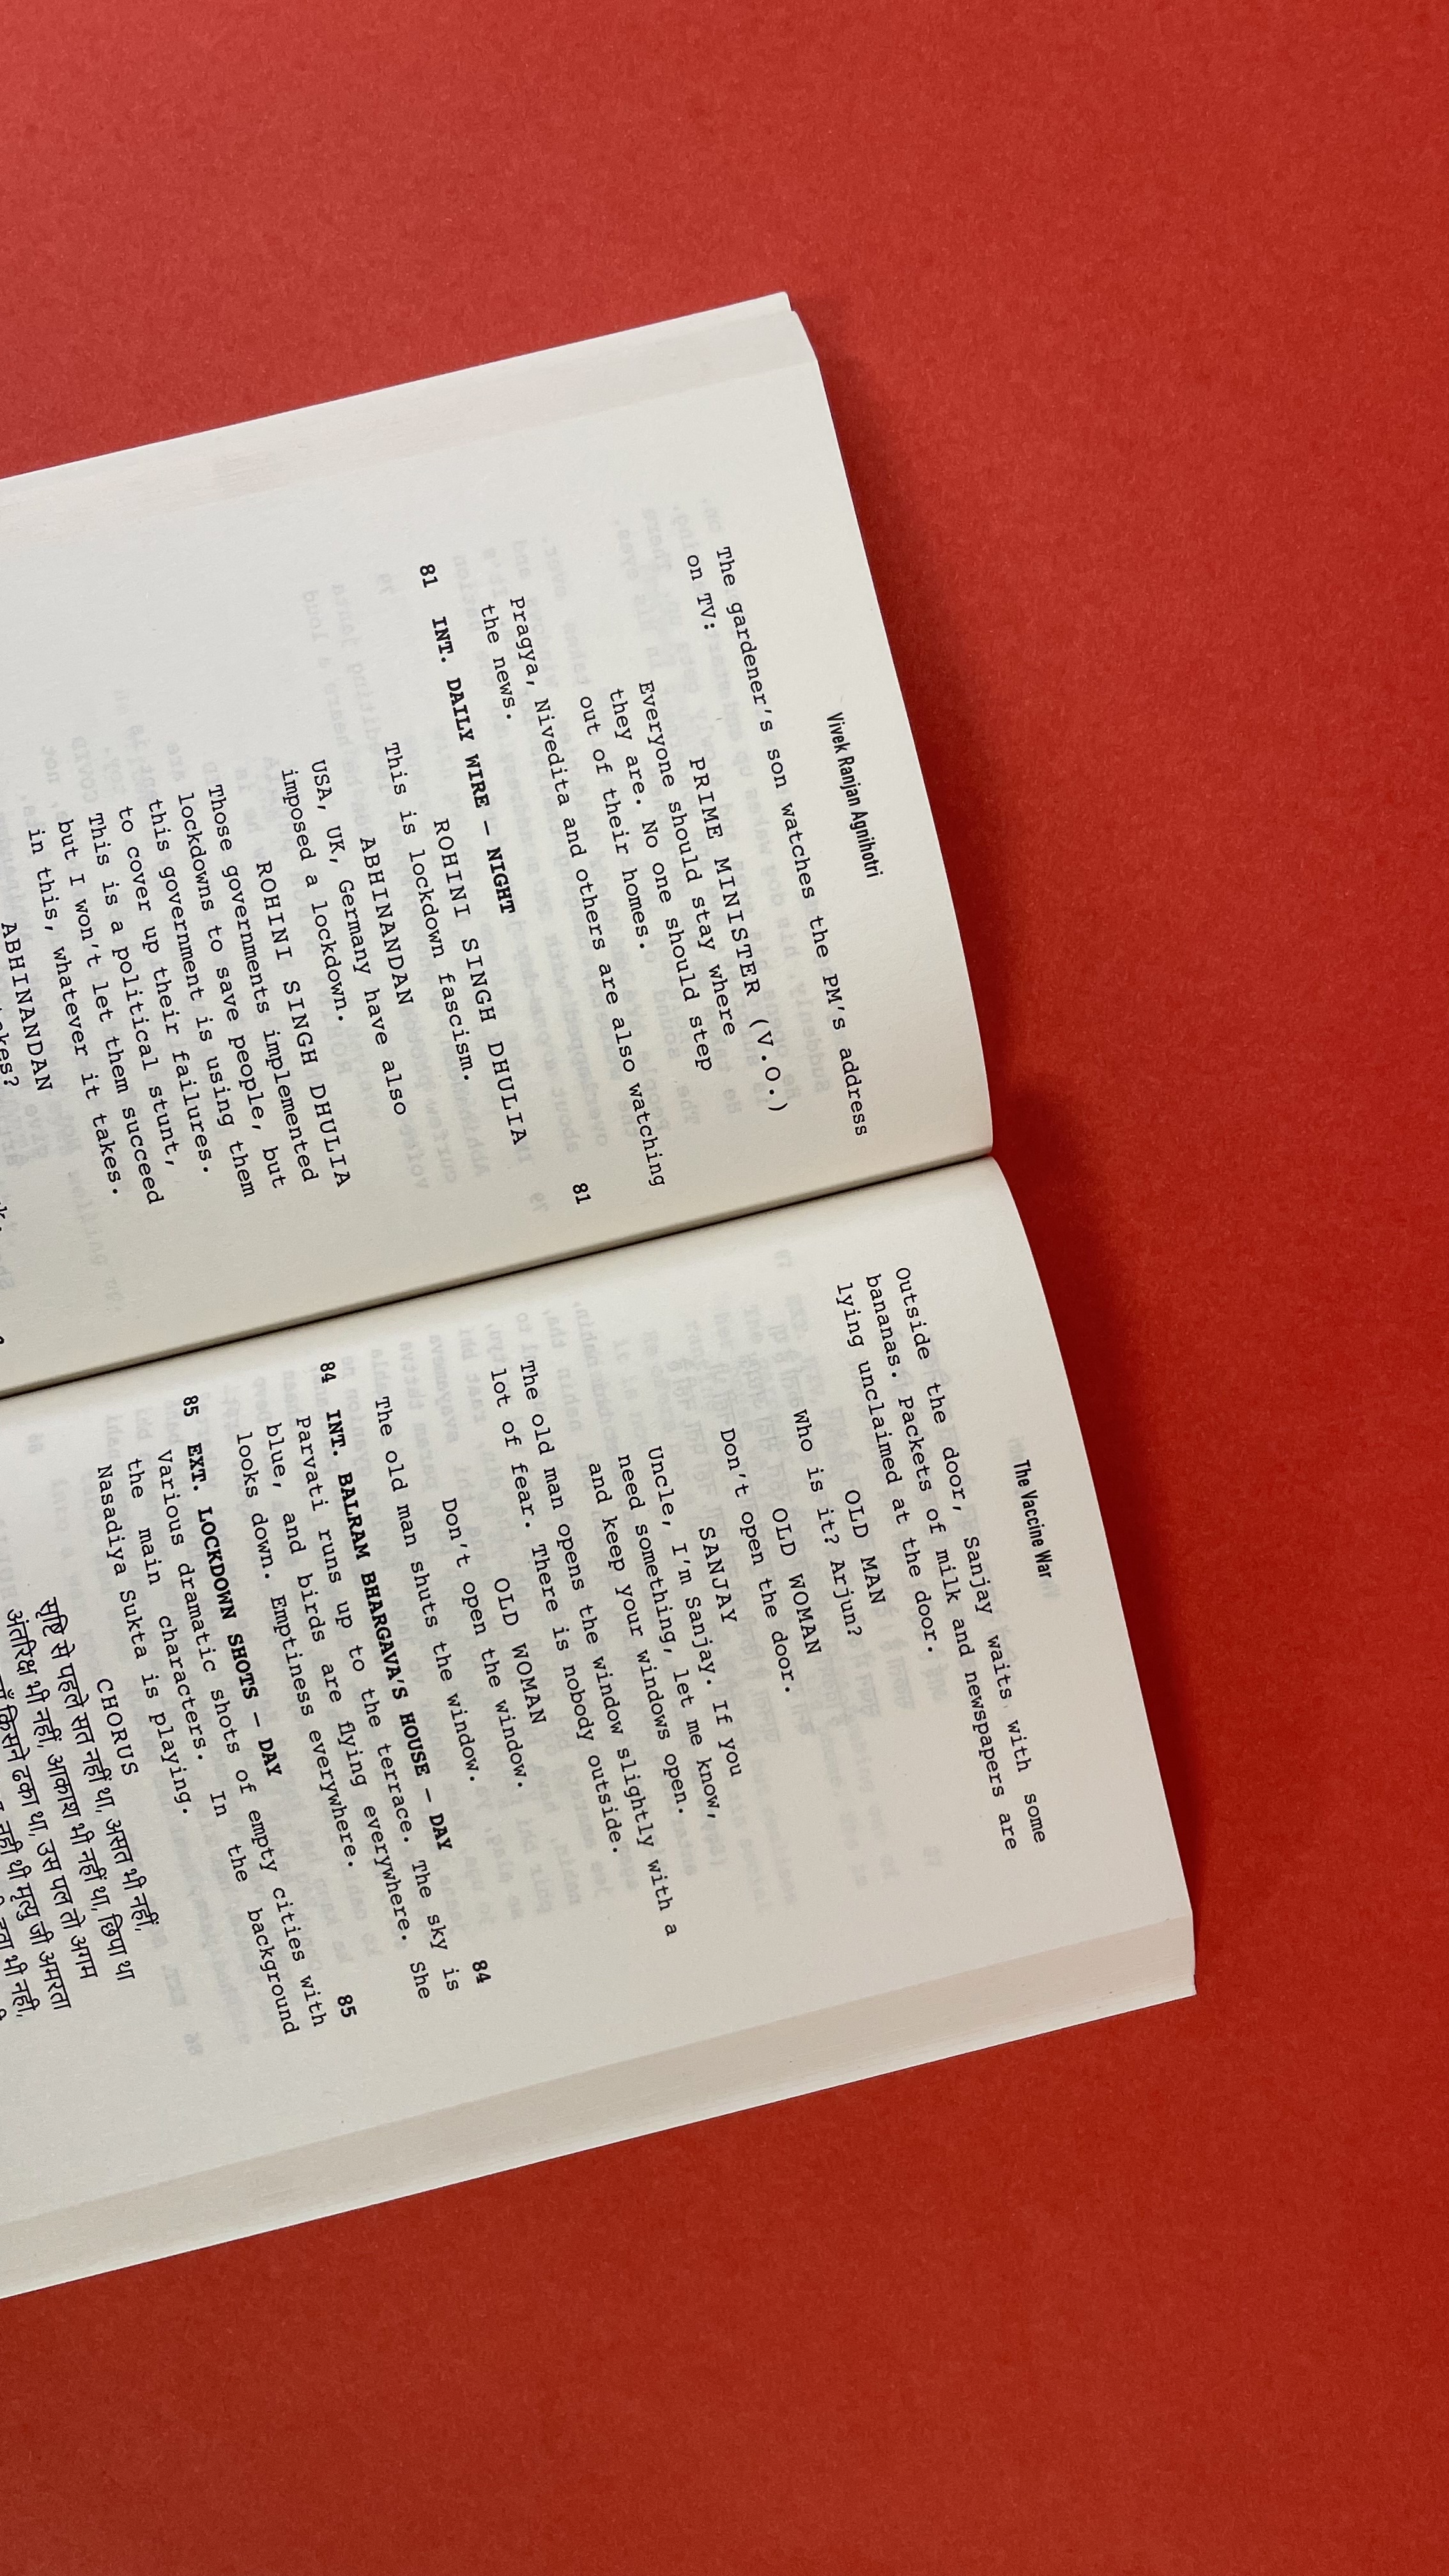 Vivek Ranjan Agnihotri
The gardener's son watches the PM's address
on TV:
PRIME MINISTER (V.O.)
Everyone should stay where
they are. No one should step
out of their homes.
Pragya, Nivedita and others are also watching
the news.
81 INT. DAILY WIRE — NIGHT 81
ROHINI SINGH DHULIA
This is lockdown fascism.
ABHINANDAN
USA, UK, Germany have also
imposed a lockdown.
ROHINI SINGH DHULIA
Those governments implemented
lockdowns to save people, but
this government is using them
to cover up their failures.
This is a political stunt,
but I won't let them succeed
in this, whatever it takes.
ABHINANDAN
The Vaccine War
Outside the door, Sanjay waits with some
bananas. Packets of milk and newspapers are
lying unclaimed at the door.
OLD MAN
Who is it? Arjun?
OLD WOMAN
Don't open the door.
SANJAY
Uncle, I'm Sanjay. If you
need something, let me know,
and keep your windows open.
The old man opens the window slightly with a
lot of fear. There is nobody outside.
OLD WOMAN
Don't open the window.
The old man shuts the window.
84 INT. BALRAM BHARGAVA'S HOUSE — DAY 84
Parvati runs up to the terrace. The sky is
blue, and birds are flying everywhere. She
looks down. Emptiness everywhere.
85 EXT. LOCKDOWN SHOTS — DAY 85
Various dramatic shots of empty cities with
the main characters. In the background
Nasadiya Sukta is playing.
CHORUS
सृष्टि से पहले सत नहीं था, असत भी नहीं,
अंतरिक्ष भी नहीं, आकाश भी नहीं था, छिपा था
किसने ढका था, उस पल तो अगम
नहीं थी मृत्यु जी अमरता
भी नहीं,